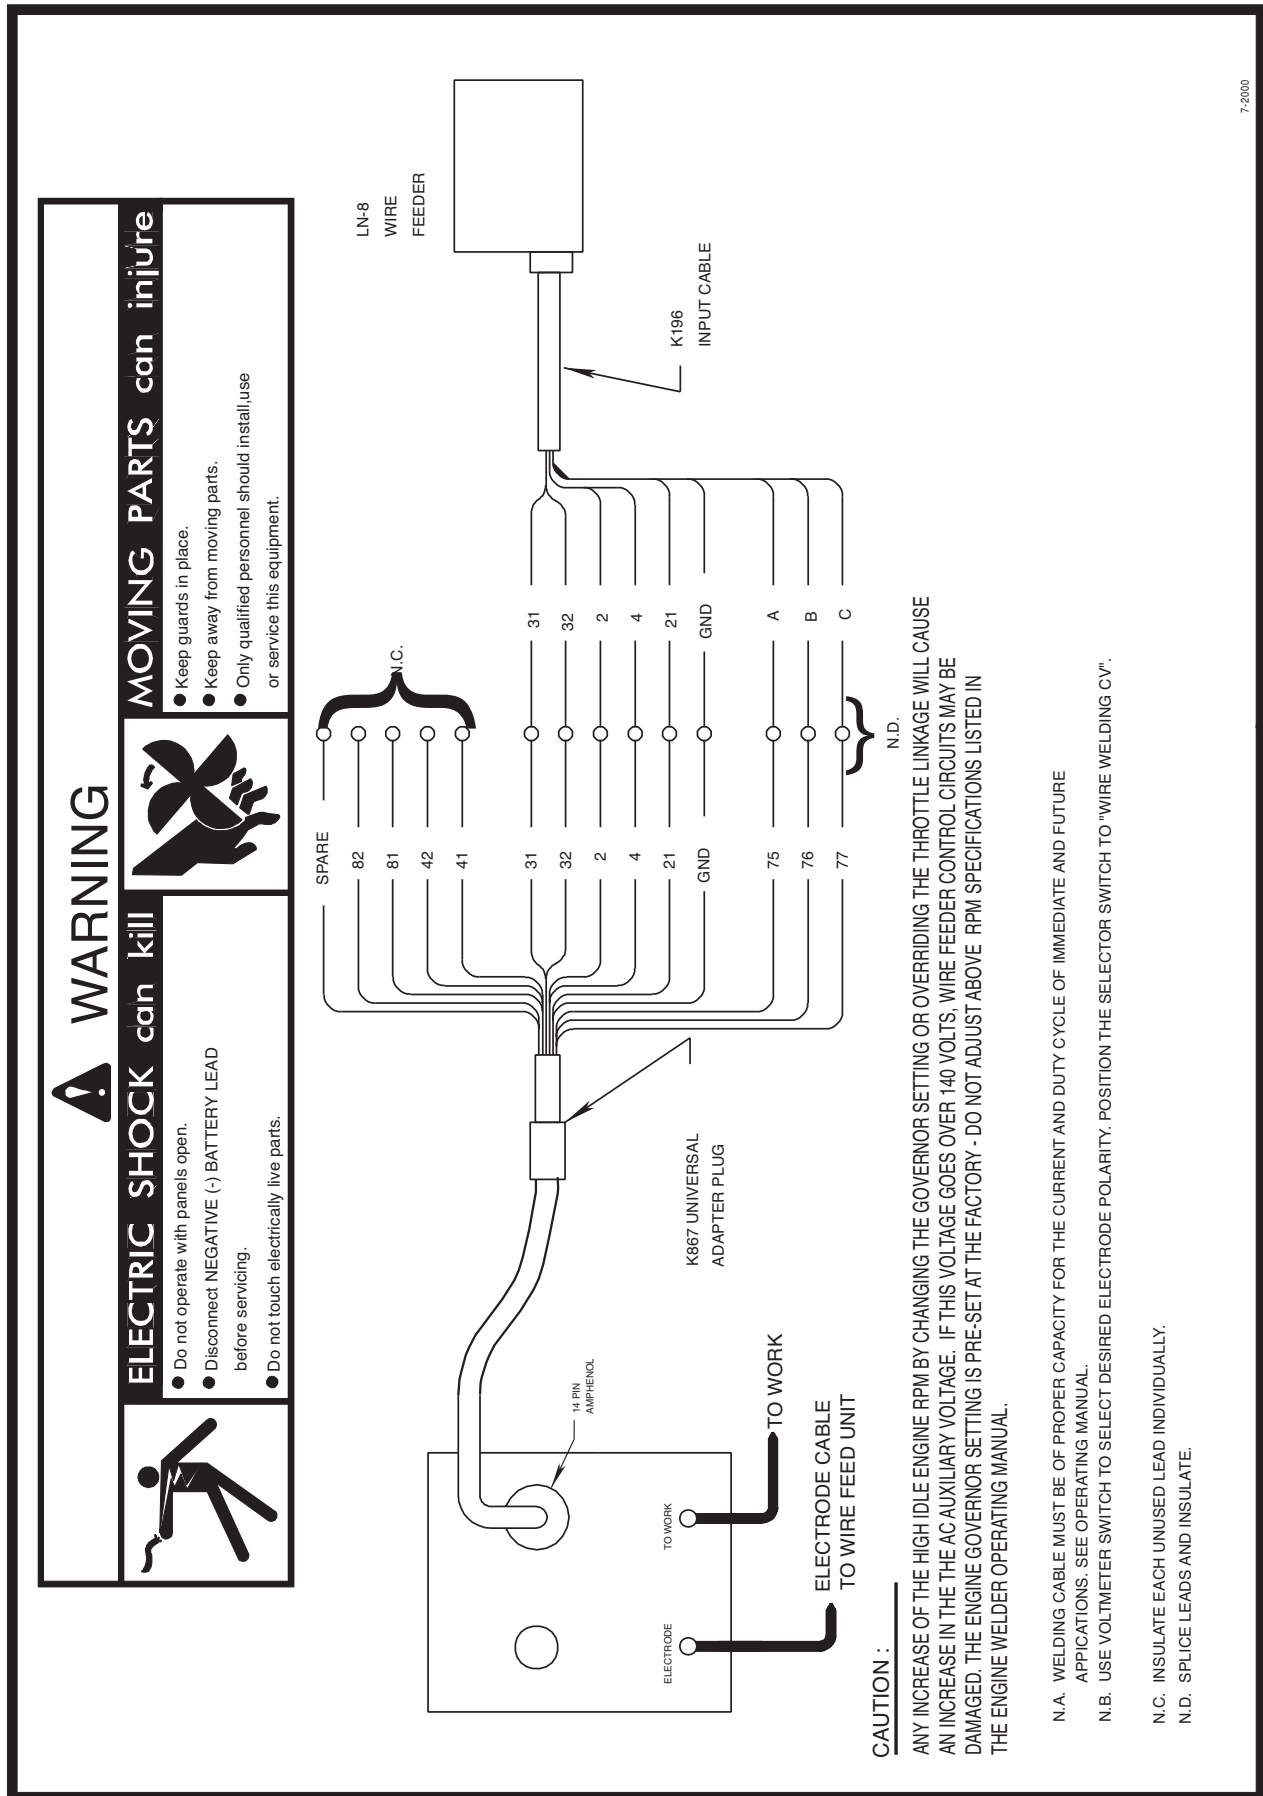 WARNING
ELECTRIC SHOCK can kill
● Do not operate with panels open.
● Disconnect NEGATIVE (-) BATTERY LEAD
before servicing.
● Do not touch electrically live parts.
MOVING PARTS can injure
● Keep guards in place.
● Keep away from moving parts.
● Only qualified personnel should install,use
or service this equipment.
SPARE
82
81
42
41
N.C.
31
32
2
4
21
GND
75
76
77
31
32
2
4
21
GND
A
B
C
N.D.
LN-8
WIRE
FEEDER
K196
INPUT CABLE
K867 UNIVERSAL
ADAPTER PLUG
14 PIN
AMPHENOL
ELECTRODE
TO WORK
TO WORK
ELECTRODE CABLE
TO WIRE FEED UNIT
CAUTION :
ANY INCREASE OF THE HIGH IDLE ENGINE RPM BY CHANGING THE GOVERNOR SETTING OR OVERRIDING THE THROTTLE LINKAGE WILL CAUSE
AN INCREASE IN THE THE AC AUXILIARY VOLTAGE. IF THIS VOLTAGE GOES OVER 140 VOLTS, WIRE FEEDER CONTROL CIRCUITS MAY BE
DAMAGED. THE ENGINE GOVERNOR SETTING IS PRE-SET AT THE FACTORY - DO NOT ADJUST ABOVE RPM SPECIFICATIONS LISTED IN
THE ENGINE WELDER OPERATING MANUAL.
N.A. WELDING CABLE MUST BE OF PROPER CAPACITY FOR THE CURRENT AND DUTY CYCLE OF IMMEDIATE AND FUTURE
APPICATIONS. SEE OPERATING MANUAL.
N.B. USE VOLTMETER SWITCH TO SELECT DESIRED ELECTRODE POLARITY. POSITION THE SELECTOR SWITCH TO "WIRE WELDING CV".
N.C. INSULATE EACH UNUSED LEAD INDIVIDUALLY.
N.D. SPLICE LEADS AND INSULATE.
7-2000